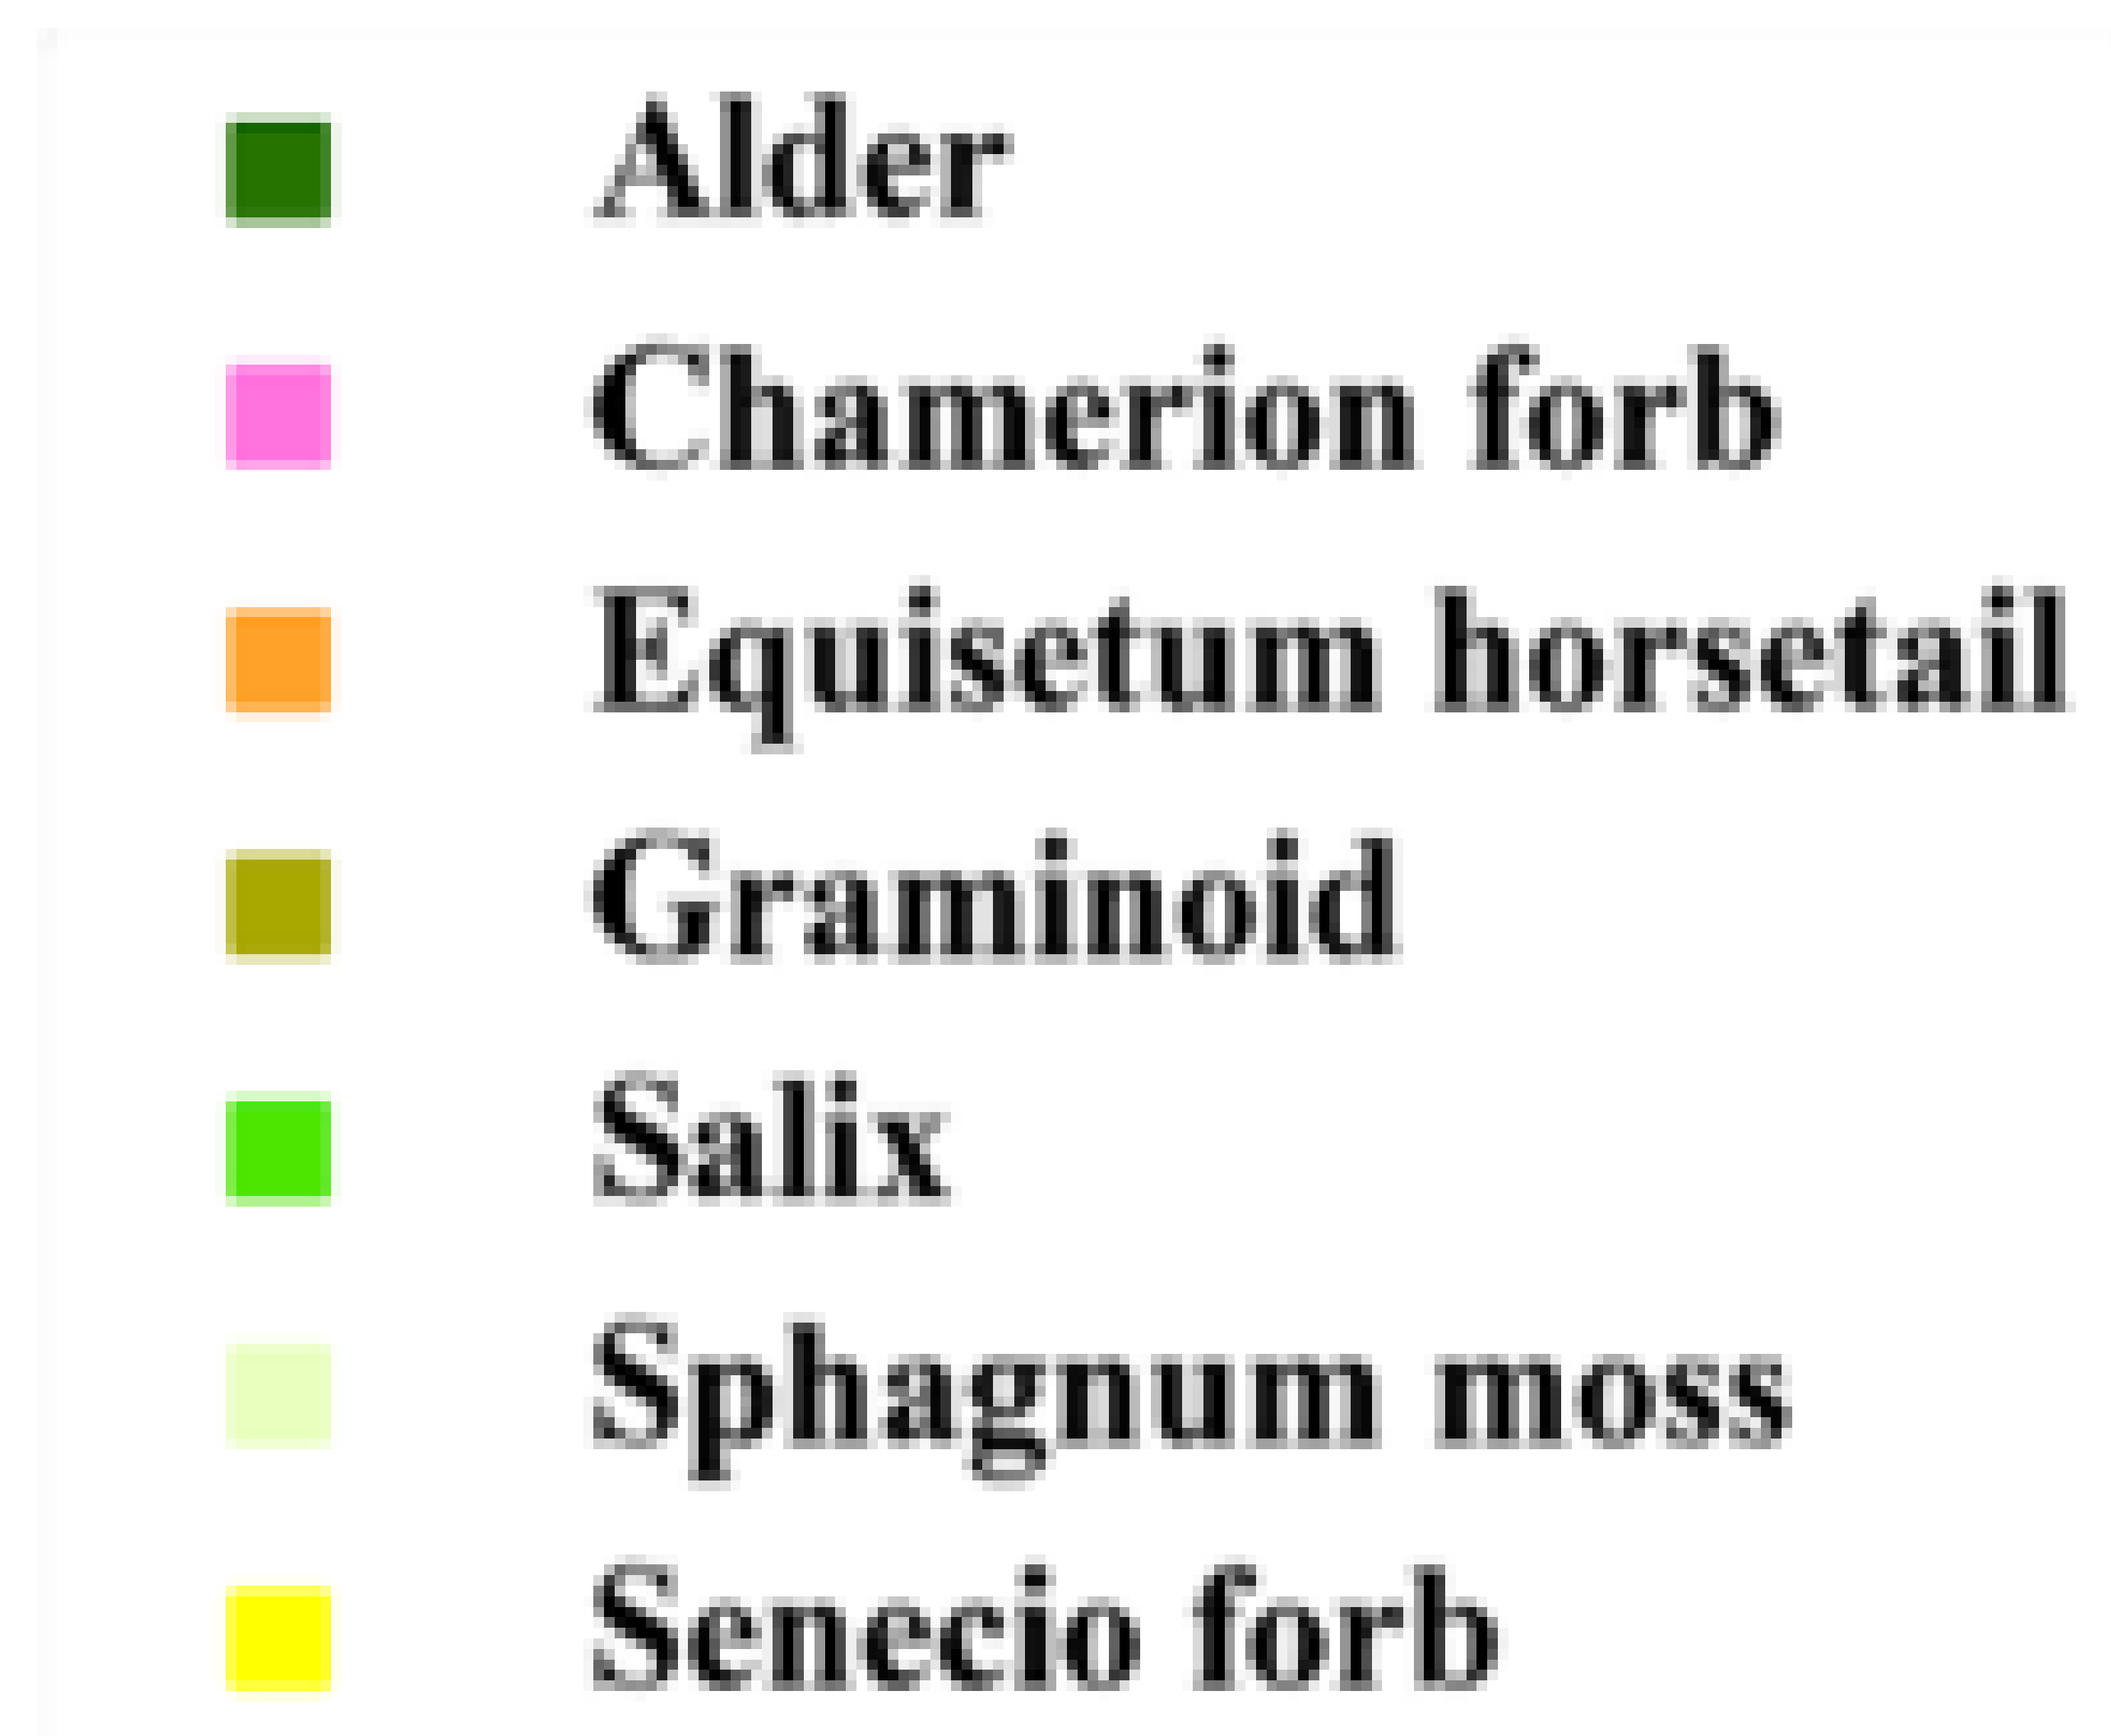 Alder
Chamerion forb
Equisetum horsetail
Graminoid
Salix
Sphagnum moss
Senecio forb